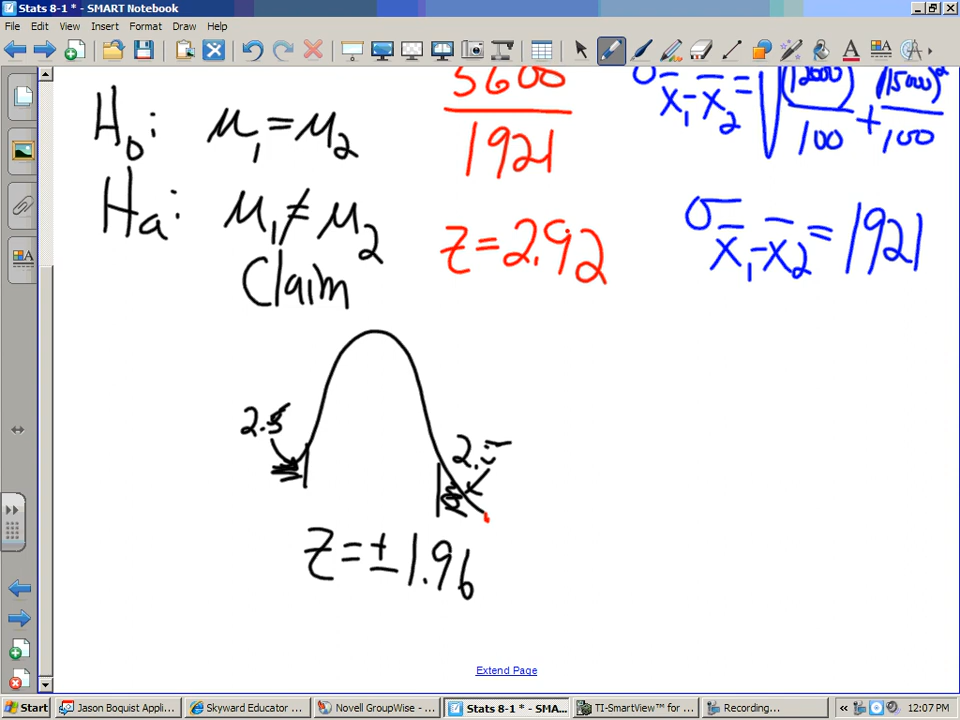 Stats 8-1 * - SMART Notebook
File Edit View Insert Format Draw Help
H₀: μ₁ = μ₂
Ha: μ₁ ≠ μ₂
Claim
5600
1921
z = 2.92
σx̄₁-x̄₂ = √(12000)²/100 + (15000)²/100
σx̄₁-x̄₂ = 1921
2.5
z = ± 1.96
Extend Page
Start
Jason Boquist Appli...
Skyward Educator ...
Novell GroupWise - ...
Stats 8-1 * - SMA...
TI-SmartView™ for ...
Recording...
12:07 PM